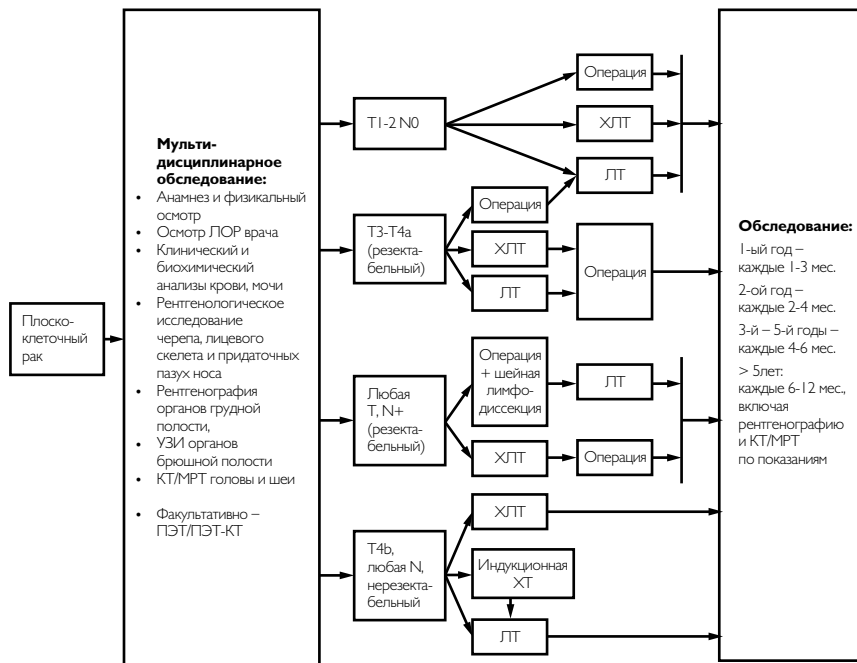 Плоско-
клеточный
рак
Мульти-
дисциплинарное
обследование:
• Анамнез и физикальный
осмотр
• Осмотр ЛОР врача
• Клинический и
биохимический
анализы крови, мочи
• Рентгенологическое
исследование
черепа, лицевого
скелета и придаточных
пазух носа
• Рентгенография
органов грудной
полости,
• УЗИ органов
брюшной полости
• КТ/МРТ головы и шеи
• Факультативно –
ПЭТ/ПЭТ-КТ
Т1-2 N0
Операция
ХЛТ
ЛТ
Т3-Т4а
(резекта-
бельный)
Операция
ХЛТ
ЛТ
Операция
Любая
Т, N+
(резекта-
бельный)
Операция
+ шейная
лимфо-
диссекция
ЛТ
ХЛТ
Операция
T4b,
любая N,
нерезекта-
бельный
ХЛТ
Индукционная
ХТ
ЛТ
Обследование:
1-ый год –
каждые 1-3 мес.
2-ой год –
каждые 2-4 мес.
3-й – 5-й годы –
каждые 4-6 мес.
> 5лет:
каждые 6-12 мес.,
включая
рентгенографию
и КТ/МРТ
по показаниям